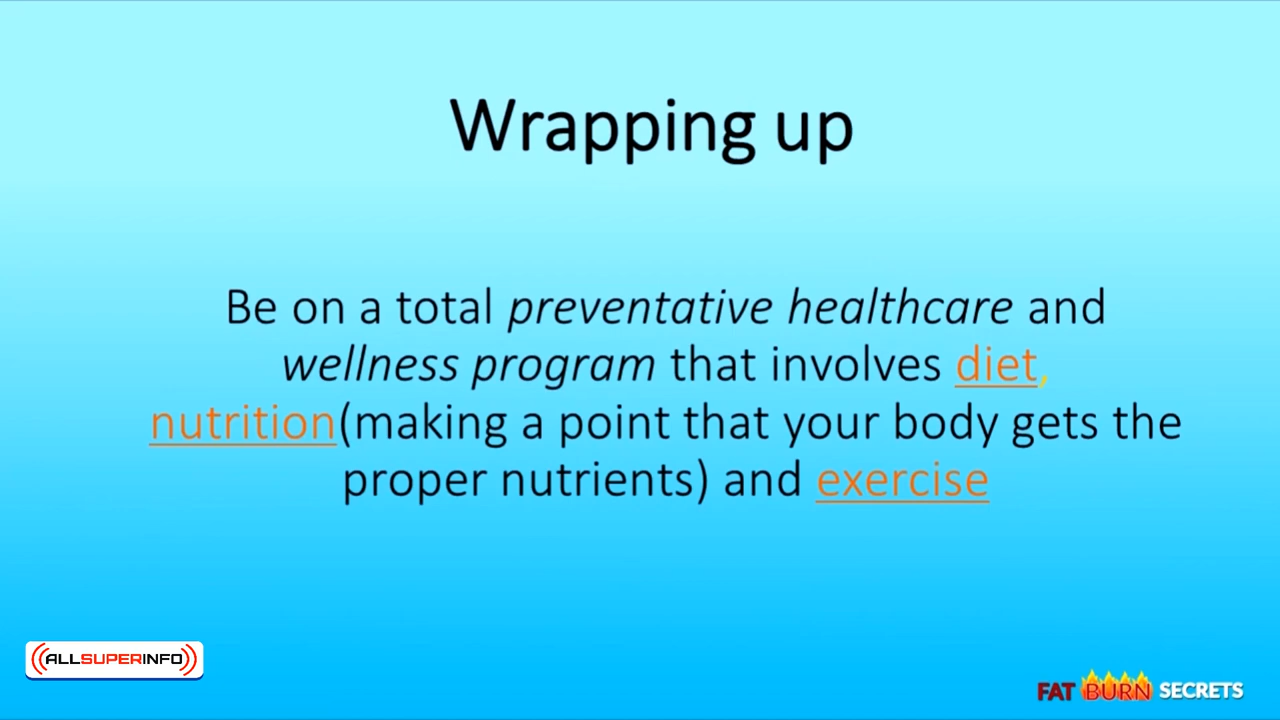 Wrapping up
Be on a total preventative healthcare and
wellness program that involves diet,
nutrition(making a point that your body gets the
proper nutrients) and exercise
((ALLSUPERINFO))
FAT BURN SECRETS